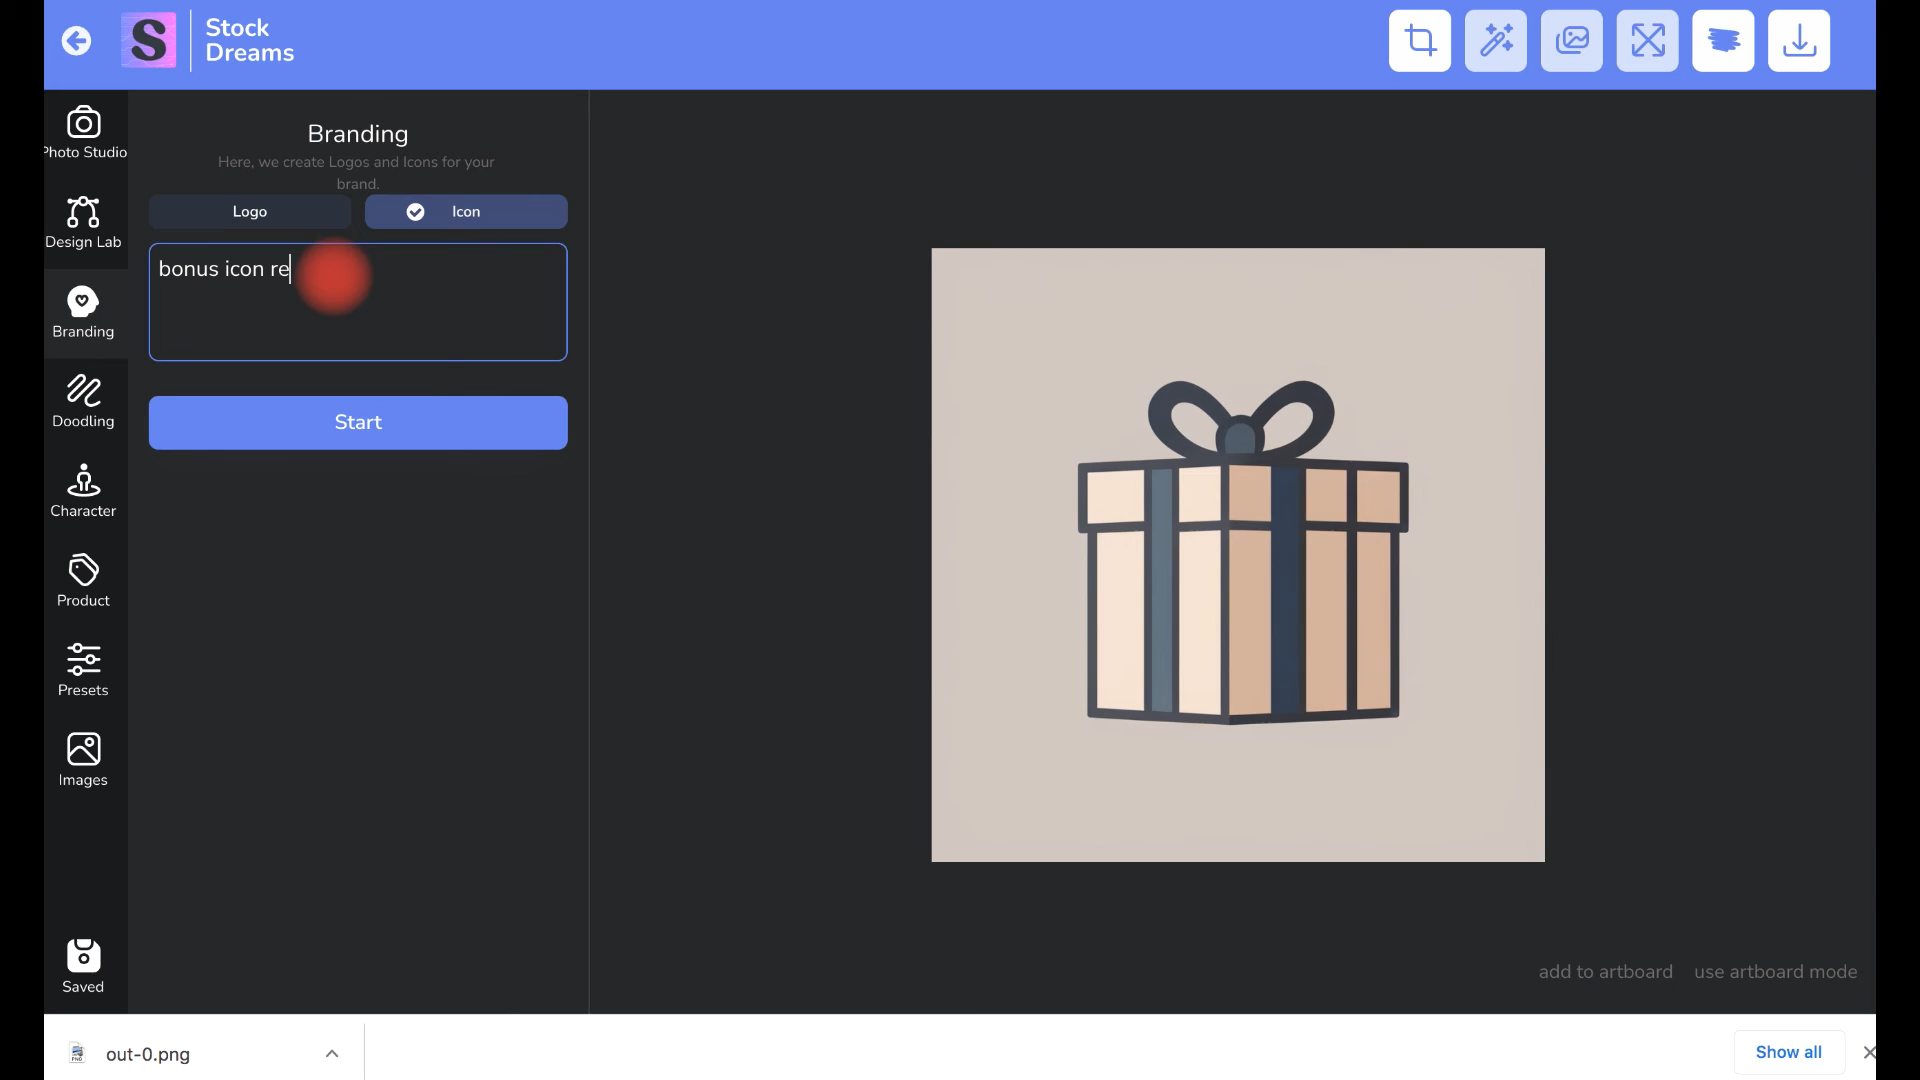 Stock
Dreams
Photo Studio
Design Lab
Branding
Doodling
Character
Product
Presets
Images
Saved
Branding
Here, we create Logos and Icons for your
brand.
Logo
Icon
bonus icon re
Start
add to artboard
use artboard mode
out-0.png
Show all